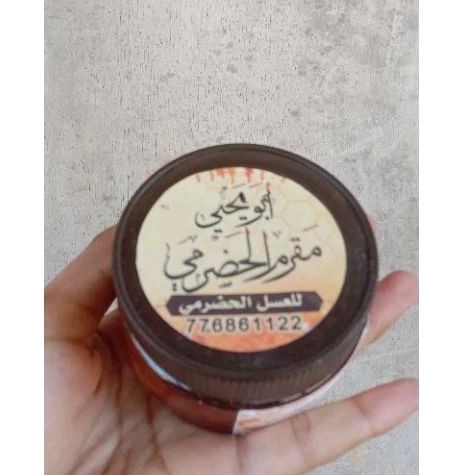 أبو يحيى
مقرم الحضرمي
للعسل الحضرمي
776861122